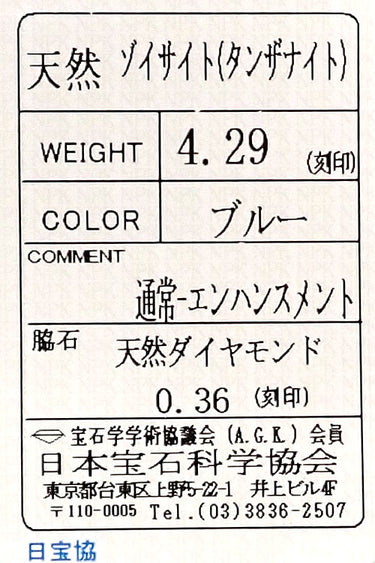 天然 ゾイサイト(タンザナイト)
WEIGHT 4.29 (刻印)
COLOR ブルー
COMMENT
通常-エンハンスメント
脇石 天然ダイヤモンド
0.36 (刻印)
宝石学学術協議会 (A.G.K.) 会員
日本宝石科学協会
東京都台東区上野5-22-1 井上ビル4F
〒110-0005 Tel.(03)3836-2507
日宝協